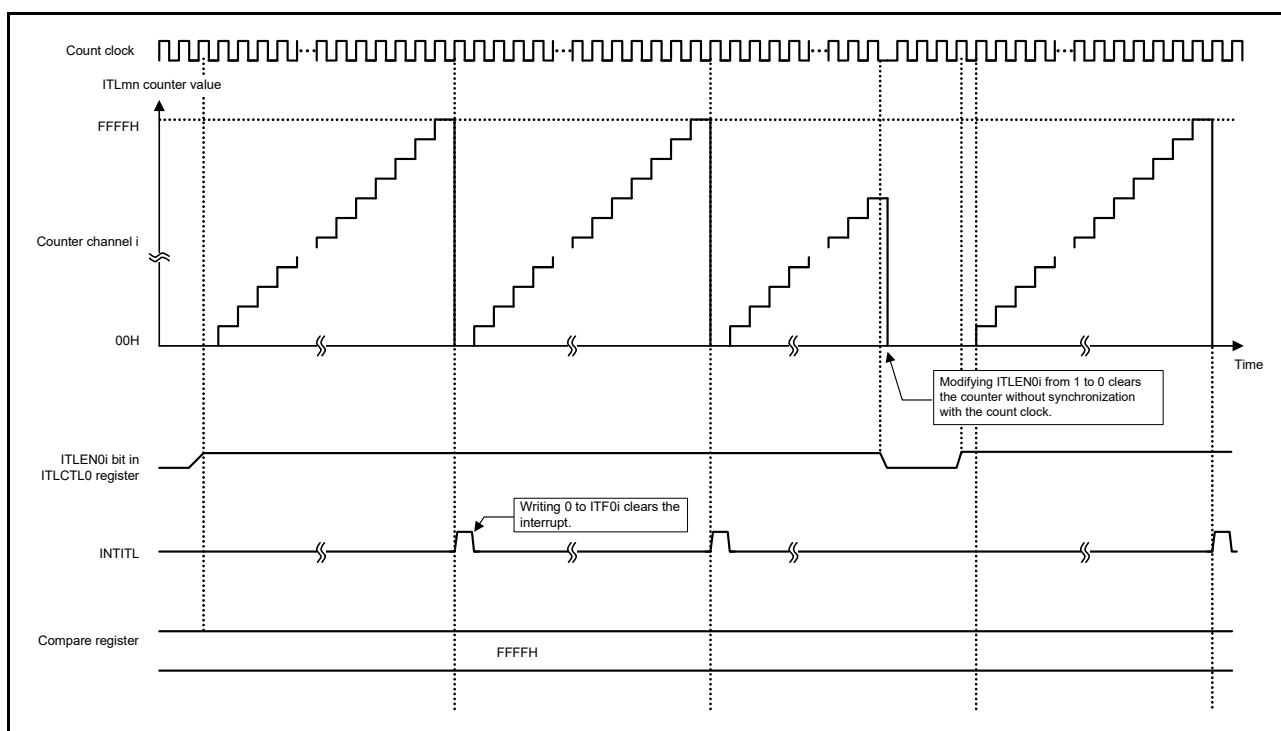 Count clock
ITLmn counter value
FFFFH
Counter channel i
00H
Time
Modifying ITLEN0i from 1 to 0 clears
the counter without synchronization
with the count clock.
ITLEN0i bit in
ITLCTL0 register
Writing 0 to ITF0i clears the
interrupt.
INTITL
Compare register
FFFFH